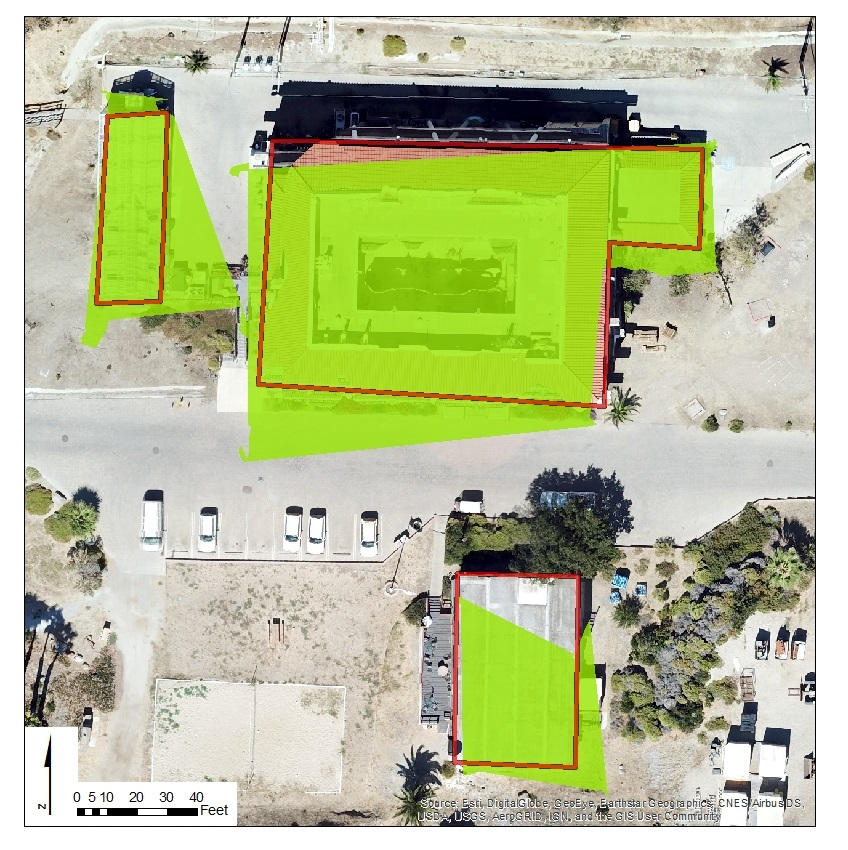 N
0 5 10 20 30 40
Feet
Source: Esri, DigitalGlobe, GeoEye, Earthstar Geographics, CNES/Airbus DS,
USDA, USGS, AeroGRID, IGN, and the GIS User Community